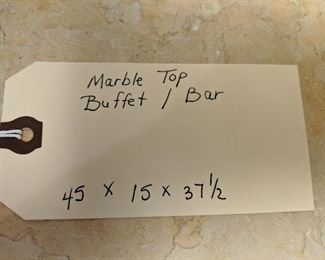 Marble Top
Buffet / Bar
45 x 15 x 37 1/2